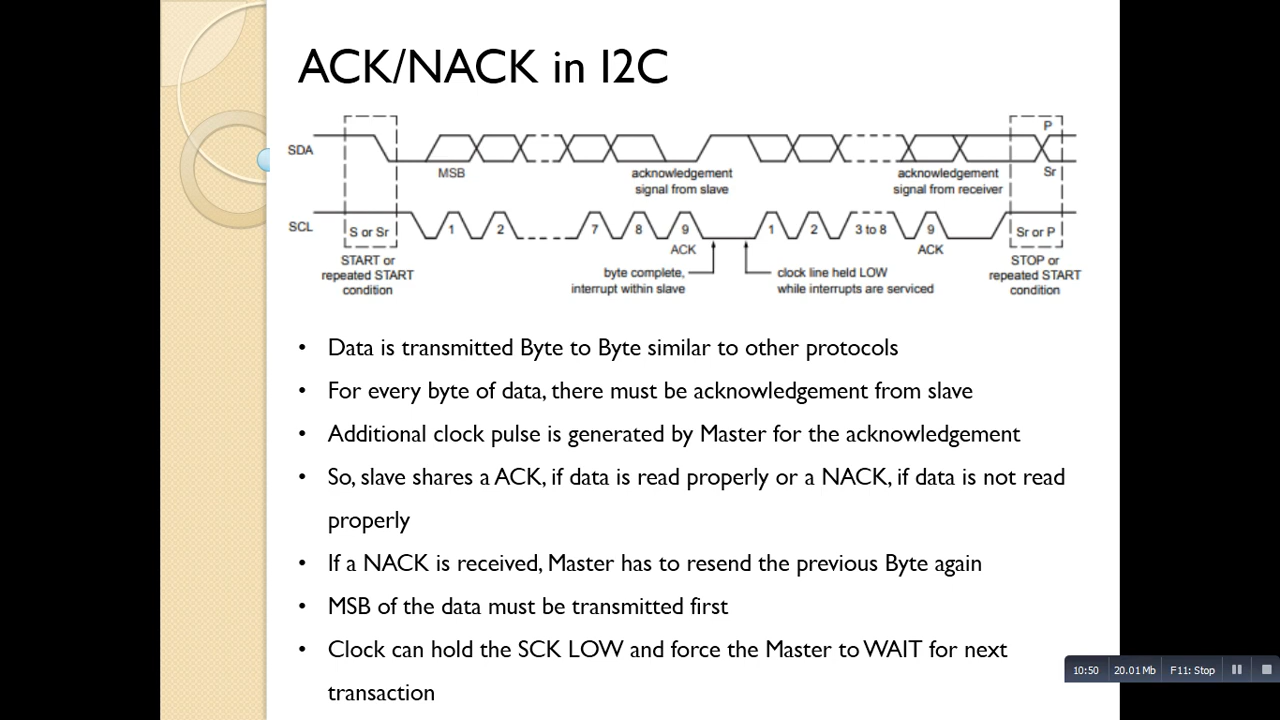 ACK/NACK in I2C
P
SDA
MSB
acknowledgement
signal from slave
acknowledgement
signal from receiver
Sr
SCL
S or Sr
1
2
7
8
9
1
2
3 to 8
9
Sr or P
ACK
ACK
START or
repeated START
condition
byte complete,
interrupt within slave
clock line held LOW
while interrupts are serviced
STOP or
repeated START
condition
• Data is transmitted Byte to Byte similar to other protocols
• For every byte of data, there must be acknowledgement from slave
• Additional clock pulse is generated by Master for the acknowledgement
• So, slave shares a ACK, if data is read properly or a NACK, if data is not read
properly
• If a NACK is received, Master has to resend the previous Byte again
• MSB of the data must be transmitted first
• Clock can hold the SCK LOW and force the Master to WAIT for next
transaction
10:50 20.01 Mb F11: Stop